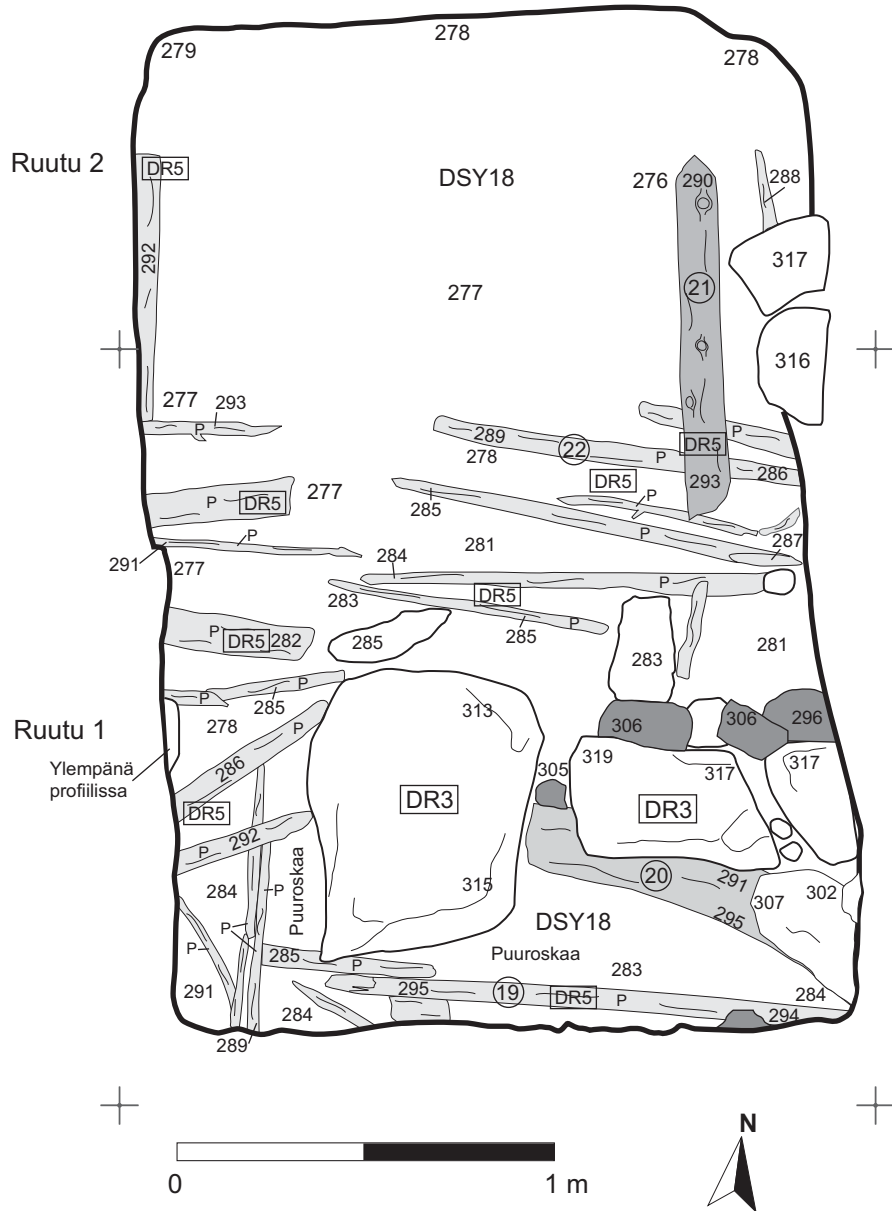 279
278
278
Ruutu 2
DR5
DSY18
276
290
288
292
317
277
21
316
277
293
P
289
22
DR5
P
278
P
286
293
DR5
P
DR5
277
285
P
P
287
291
P
277
281
284
P
283
DR5
285
P
P
DR5
282
285
283
281
P
285
P
278
313
306
306
296
Ruutu 1
Ylempänä
profiilissa
286
305
319
317
317
DR3
DR3
DR5
P
292
Puuroskaa
284
P
315
20
291
295
307
302
P
P
DSY18
Puuroskaa
285
P
283
291
284
295
19
DR5
P
284
294
289
N
0
1 m